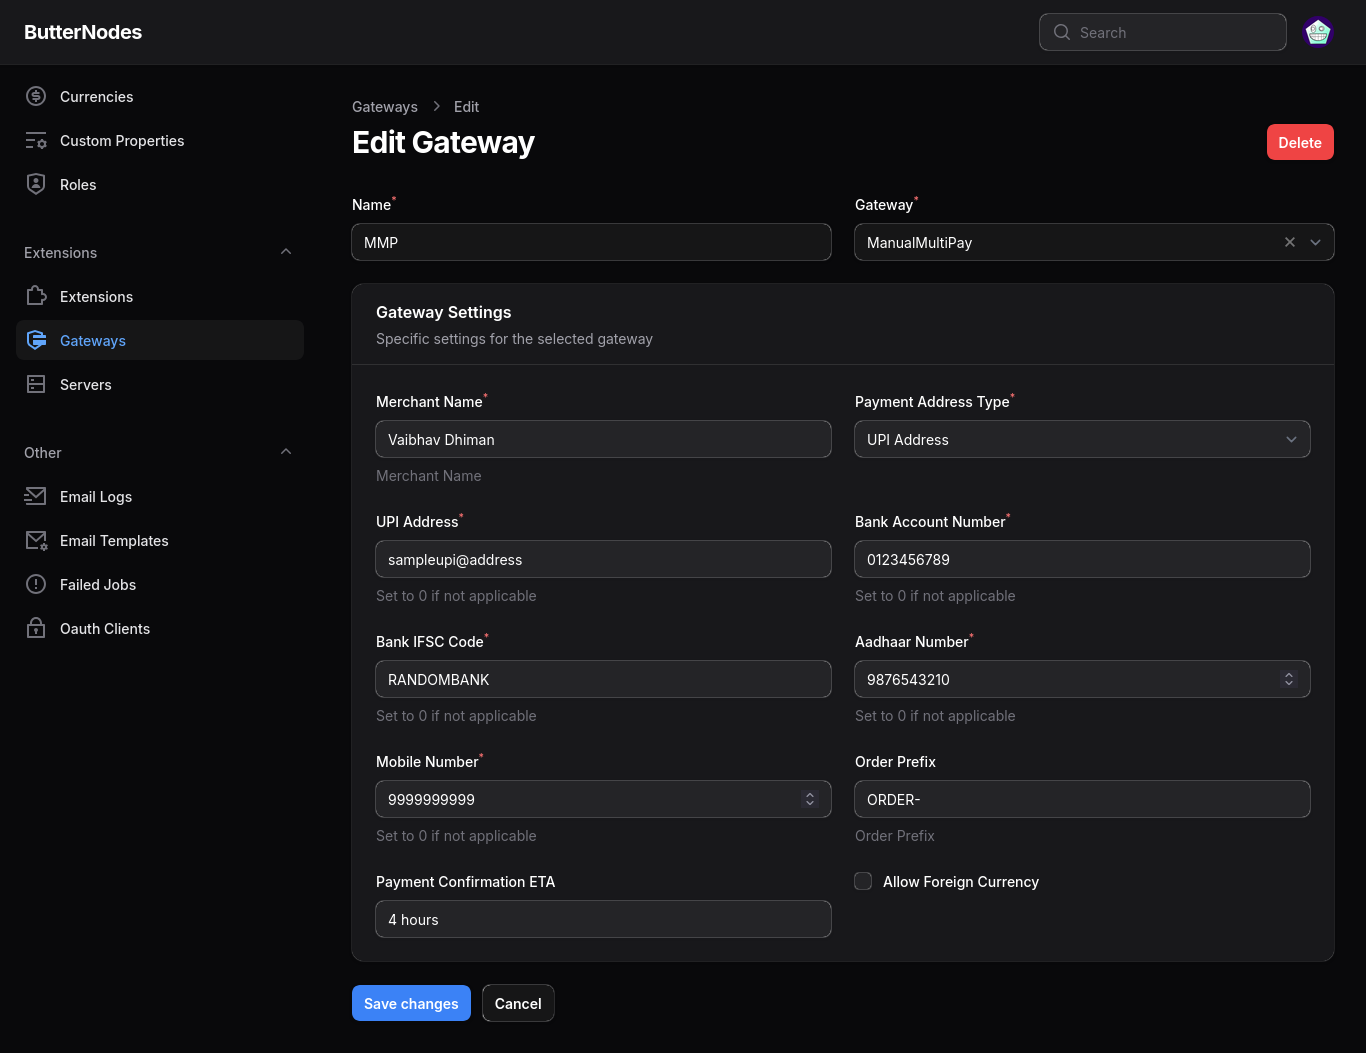 ButterNodes
Search
Currencies
Custom Properties
Roles
Extensions
Extensions
Gateways
Servers
Other
Email Logs
Email Templates
Failed Jobs
Oauth Clients
Gateways > Edit
Edit Gateway
Delete
Name*
MMP
Gateway*
ManualMultiPay
Gateway Settings
Specific settings for the selected gateway
Merchant Name*
Vaibhav Dhiman
Merchant Name
Payment Address Type*
UPI Address
UPI Address*
sampleupi@address
Set to 0 if not applicable
Bank Account Number*
0123456789
Set to 0 if not applicable
Bank IFSC Code*
RANDOMBANK
Set to 0 if not applicable
Aadhaar Number*
9876543210
Set to 0 if not applicable
Mobile Number*
9999999999
Set to 0 if not applicable
Order Prefix
ORDER-
Order Prefix
Payment Confirmation ETA
4 hours
Allow Foreign Currency
Save changes
Cancel